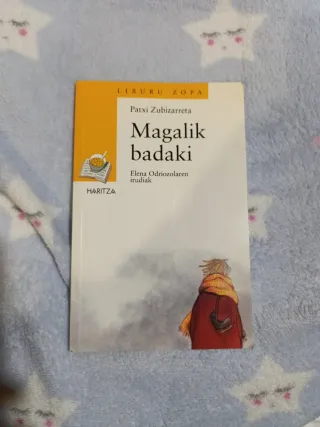 LIBURU ZOPA
Patxi Zubizarreta
Magalik
badaki
Elena Odriozolaren
irudiak
HARITZA